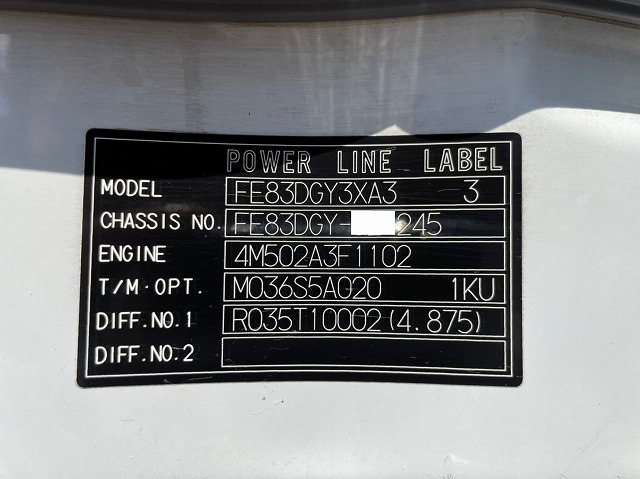 POWER LINE LABEL
MODEL FE83DGY3XA3 3
CHASSIS NO. FE83DGY- 245
ENGINE 4M502A3F1102
T/M·OPT. M036S5A020 1KU
DIFF.NO.1 R035T10002(4.875)
DIFF.NO.2